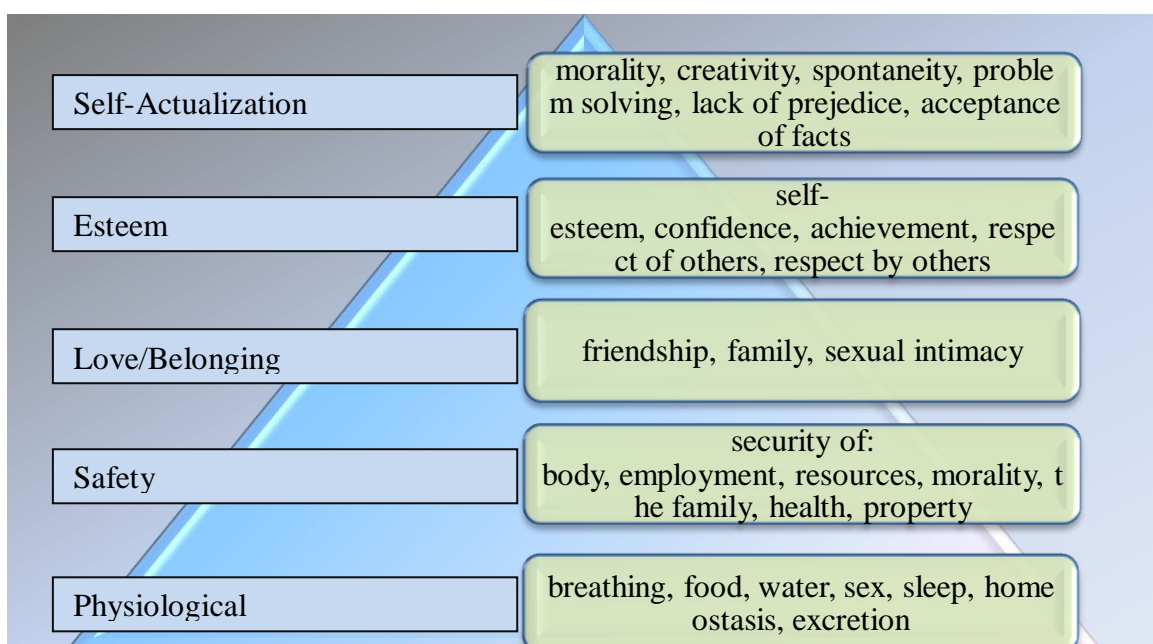 Self-Actualization
morality, creativity, spontaneity, proble
m solving, lack of prejedice, acceptance
of facts
Esteem
self-
esteem, confidence, achievement, respe
ct of others, respect by others
Love/Belonging
friendship, family, sexual intimacy
Safety
security of:
body, employment, resources, morality, t
he family, health, property
Physiological
breathing, food, water, sex, sleep, home
ostasis, excretion